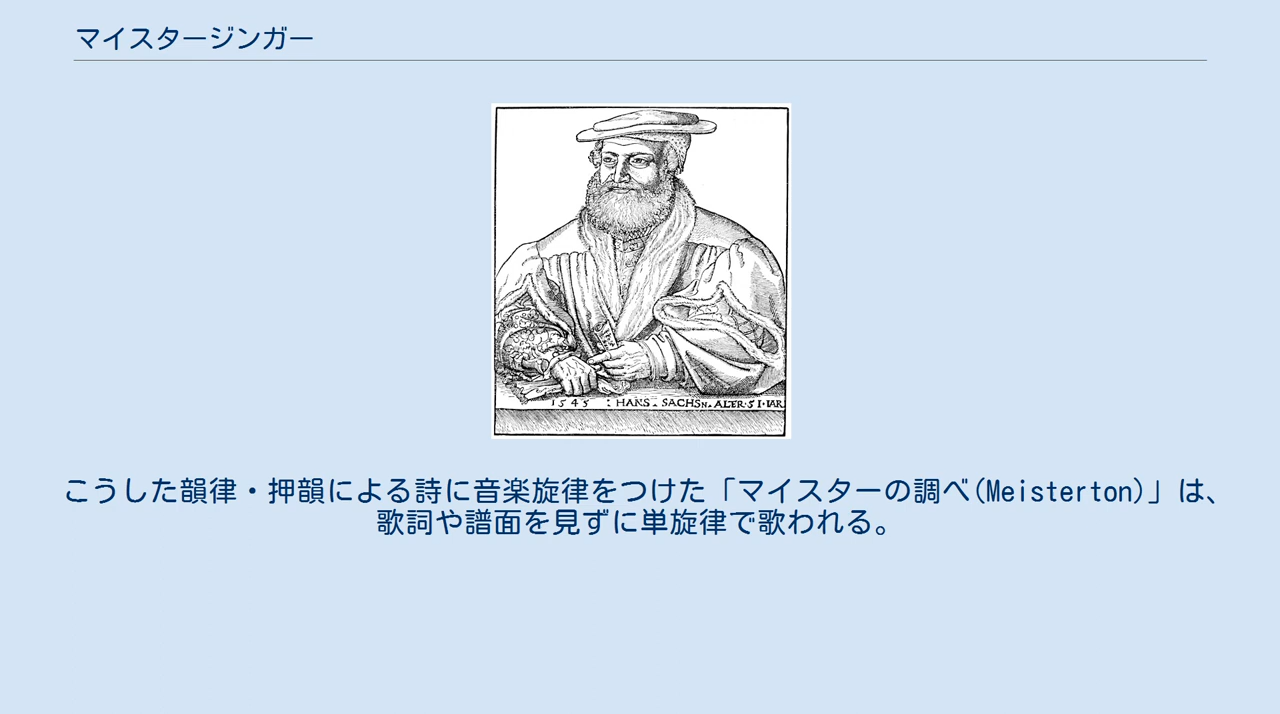 マイスタージンガー
1545 : HANS. SACHSN. ALTER. 51. IAR
こうした韻律・押韻による詩に音楽旋律をつけた「マイスターの調べ(Meisterton)」は、
歌詞や譜面を見ずに単旋律で歌われる。